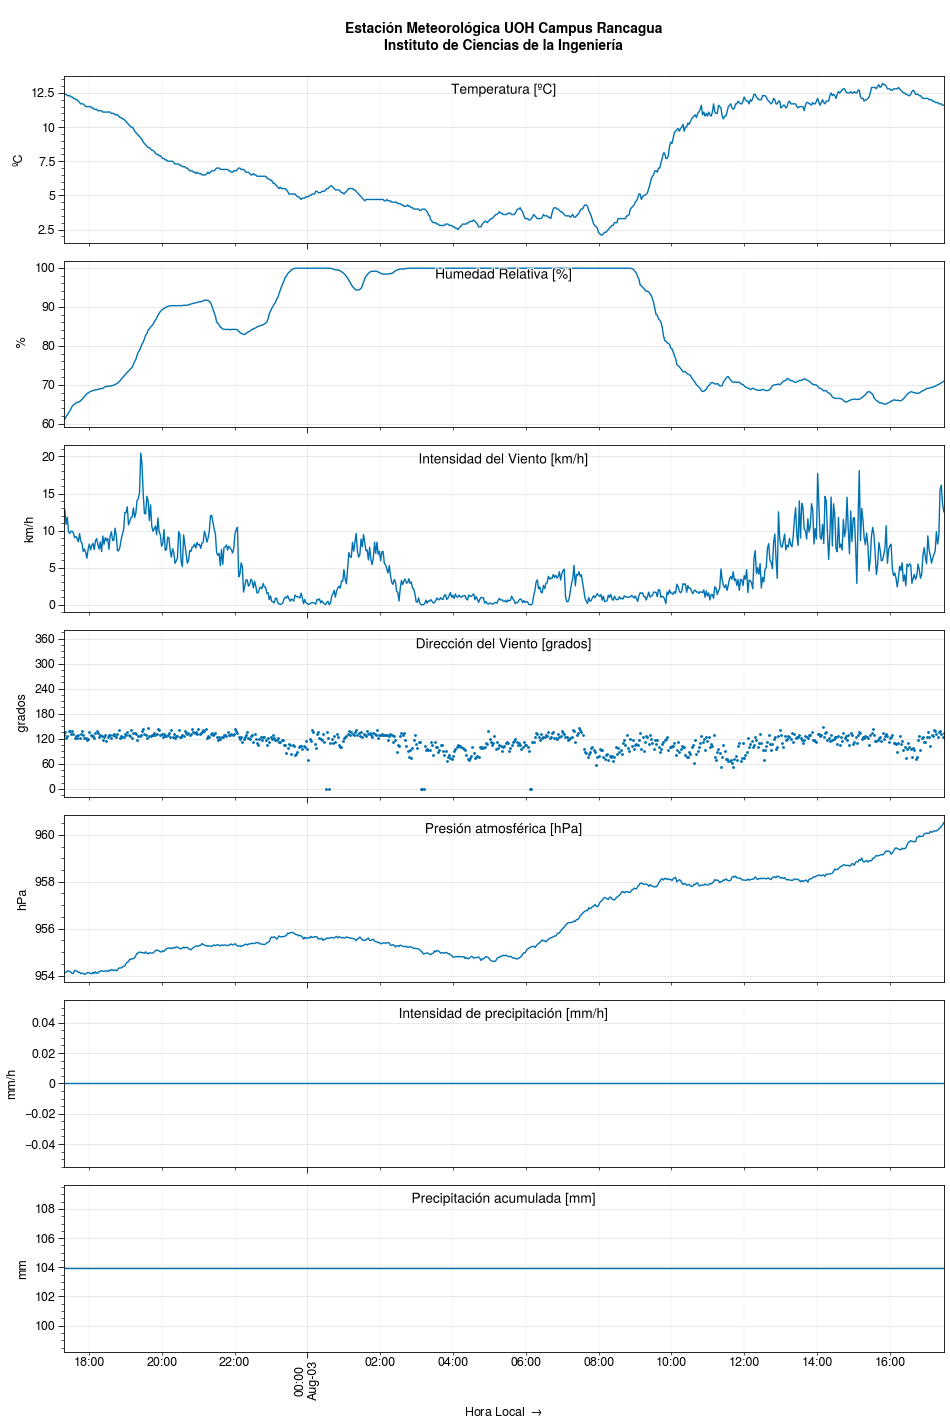 Estación Meteorológica UOH Campus Rancagua
Instituto de Ciencias de la Ingeniería
Temperatura [ºC]
ºC
12.5
10
7.5
5
2.5
Humedad Relativa [%]
%
100
90
80
70
60
Intensidad del Viento [km/h]
km/h
20
15
10
5
0
Dirección del Viento [grados]
grados
360
300
240
180
120
60
0
Presión atmosférica [hPa]
hPa
960
958
956
954
Intensidad de precipitación [mm/h]
mm/h
0.04
0.02
0
−0.02
−0.04
Precipitación acumulada [mm]
mm
108
106
104
102
100
18:00 20:00 22:00 00:00 02:00 04:00 06:00 08:00 10:00 12:00 14:00 16:00
Aug-03
Hora Local →